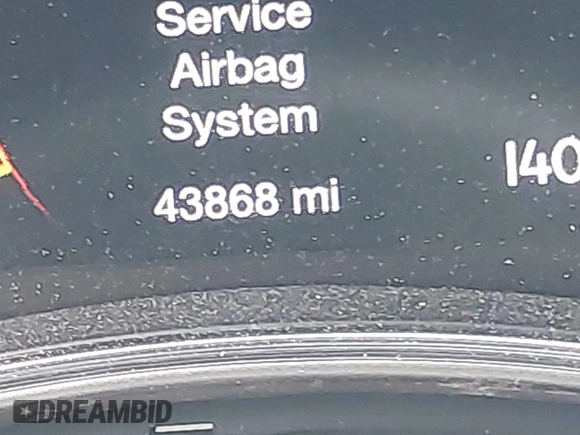 Service
Airbag
System
43868 mi
140
DREAMBID